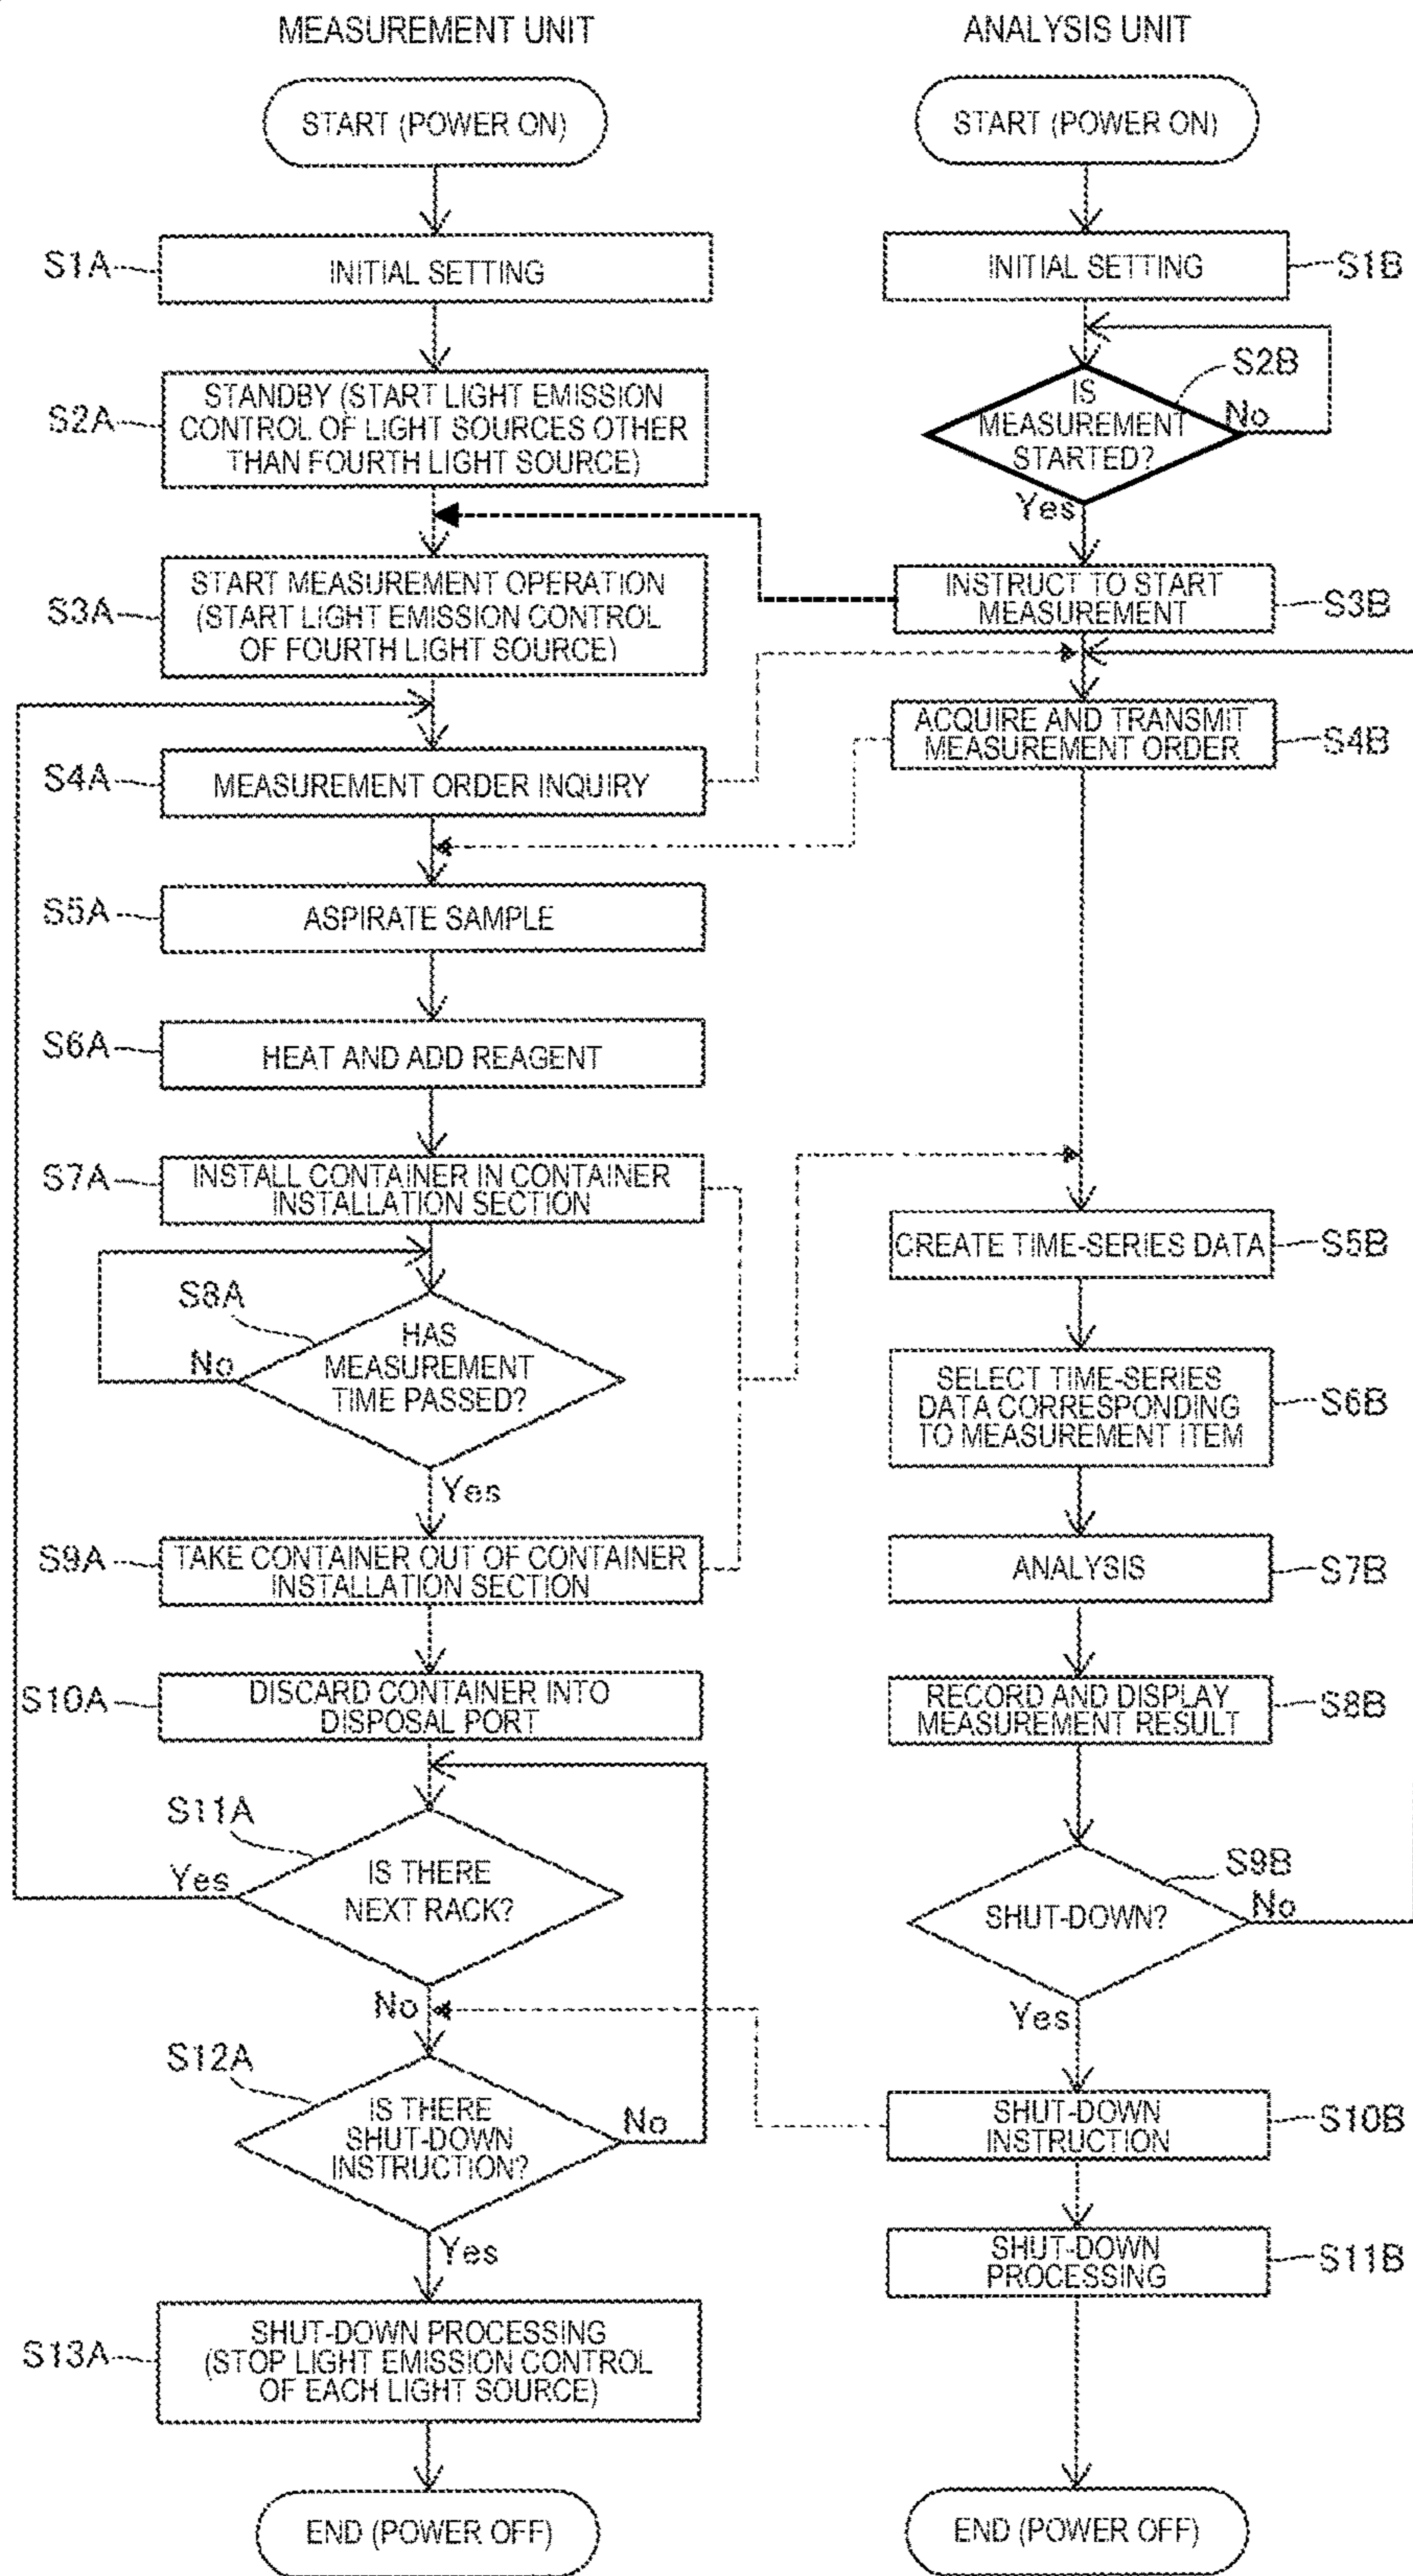 MEASUREMENT UNIT
START (POWER ON)
S1A
INITIAL SETTING
S2A
STANDBY (START LIGHT EMISSION
CONTROL OF LIGHT SOURCES OTHER
THAN FOURTH LIGHT SOURCE)
S3A
START MEASUREMENT OPERATION
(START LIGHT EMISSION CONTROL
OF FOURTH LIGHT SOURCE)
S4A
MEASUREMENT ORDER INQUIRY
S5A
ASPIRATE SAMPLE
S6A
HEAT AND ADD REAGENT
S7A
INSTALL CONTAINER IN CONTAINER
INSTALLATION SECTION
S8A
HAS
MEASUREMENT
TIME PASSED?
No
Yes
S9A
TAKE CONTAINER OUT OF CONTAINER
INSTALLATION SECTION
S10A
DISCARD CONTAINER INTO
DISPOSAL PORT
S11A
Yes
IS THERE
NEXT RACK?
No
S12A
IS THERE
SHUT-DOWN
INSTRUCTION?
No
Yes
S13A
SHUT-DOWN PROCESSING
(STOP LIGHT EMISSION CONTROL
OF EACH LIGHT SOURCE)
END (POWER OFF)
ANALYSIS UNIT
START (POWER ON)
INITIAL SETTING
S1B
S2B
IS
MEASUREMENT
STARTED?
No
Yes
INSTRUCT TO START
MEASUREMENT
S3B
ACQUIRE AND TRANSMIT
MEASUREMENT ORDER
S4B
CREATE TIME-SERIES DATA
S5B
SELECT TIME-SERIES
DATA CORRESPONDING
TO MEASUREMENT ITEM
S6B
ANALYSIS
S7B
RECORD AND DISPLAY
MEASUREMENT RESULT
S8B
S9B
SHUT-DOWN?
No
Yes
SHUT-DOWN
INSTRUCTION
S10B
SHUT-DOWN
PROCESSING
S11B
END (POWER OFF)